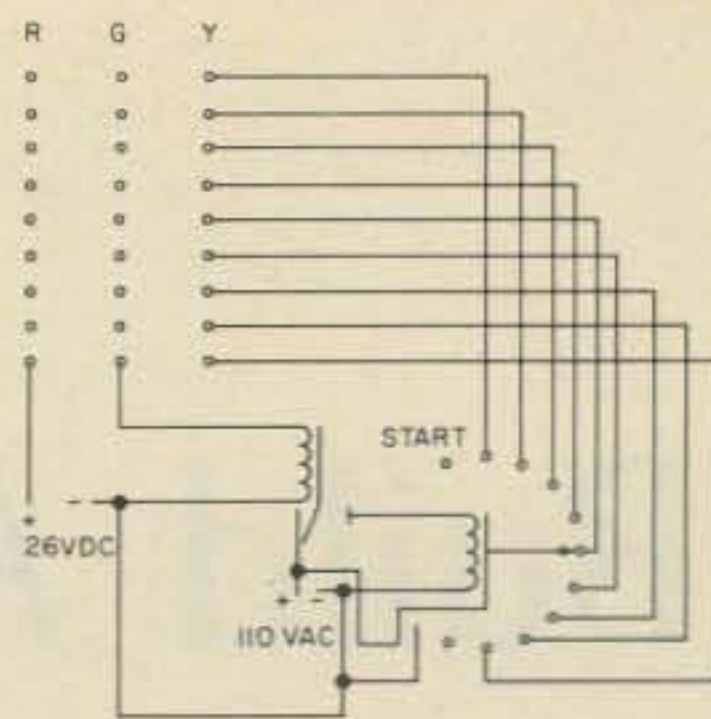 R G Y
START
-
+
26VDC
+ -
110 VAC